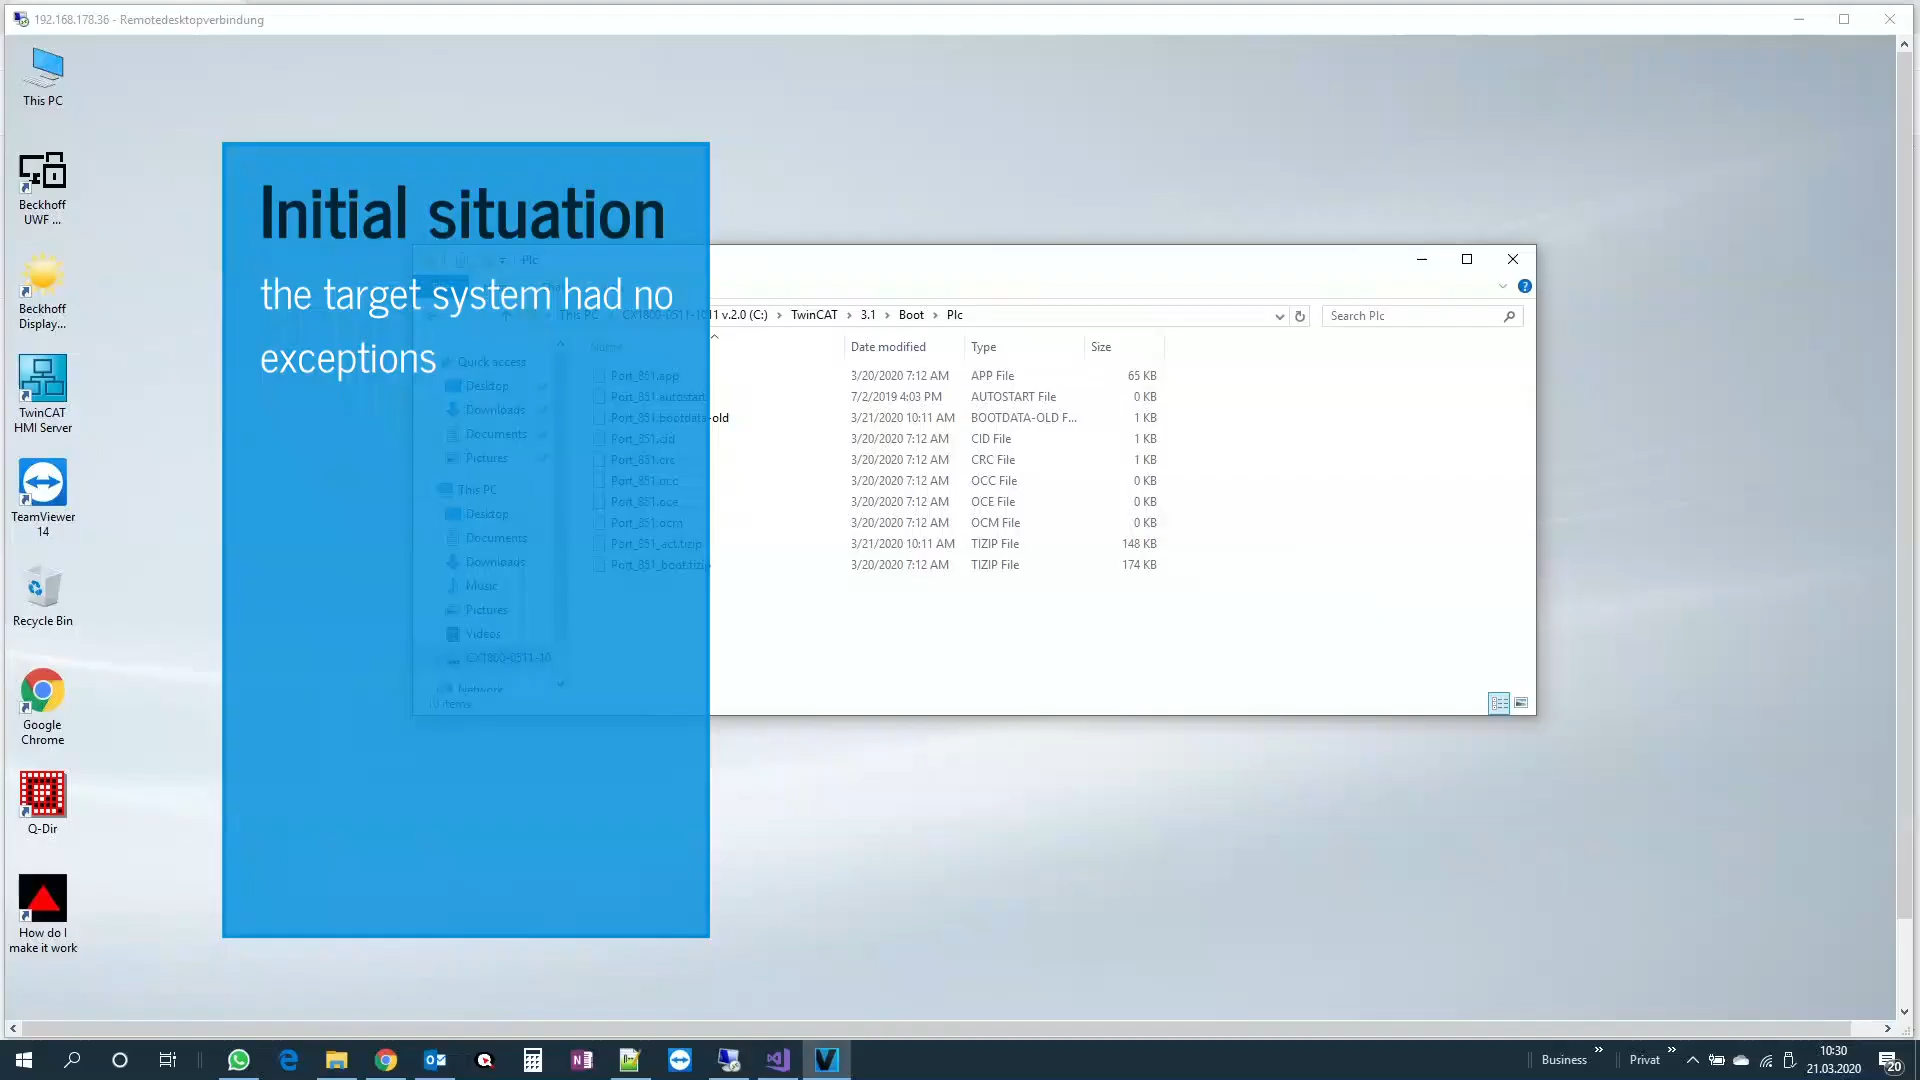 192.168.178.36 - Remotedesktopverbindung
This PC
Beckhoff
UWF ...
Beckhoff
Display...
TwinCAT
HMI Server
TeamViewer
14
Recycle Bin
Google
Chrome
Q-Dir
How do I
make it work
Initial situation
the target system had no
exceptions
Plc
This PC
CX1800-0511-1011 v.2.0 (C:)
TwinCAT
3.1
Boot
Plc
Search Plc
Name
Date modified
Type
Size
Quick access
Desktop
Downloads
Documents
Pictures
This PC
Desktop
Documents
Downloads
Music
Pictures
Videos
CX1800-0511-10
Network
Port_851.app 3/20/2020 7:12 AM APP File 65 KB
Port_851.autostart 7/2/2019 4:03 PM AUTOSTART File 0 KB
Port_851.bootdata-old 3/21/2020 10:11 AM BOOTDATA-OLD F... 1 KB
Port_851.cid 3/20/2020 7:12 AM CID File 1 KB
Port_851.crc 3/20/2020 7:12 AM CRC File 1 KB
Port_851.occ 3/20/2020 7:12 AM OCC File 0 KB
Port_851.oce 3/20/2020 7:12 AM OCE File 0 KB
Port_851.ocm 3/20/2020 7:12 AM OCM File 0 KB
Port_851_act.tizip 3/21/2020 10:11 AM TIZIP File 148 KB
Port_851_boot.tizip 3/20/2020 7:12 AM TIZIP File 174 KB
10 items
Business
Privat
10:30
21.03.2020
20